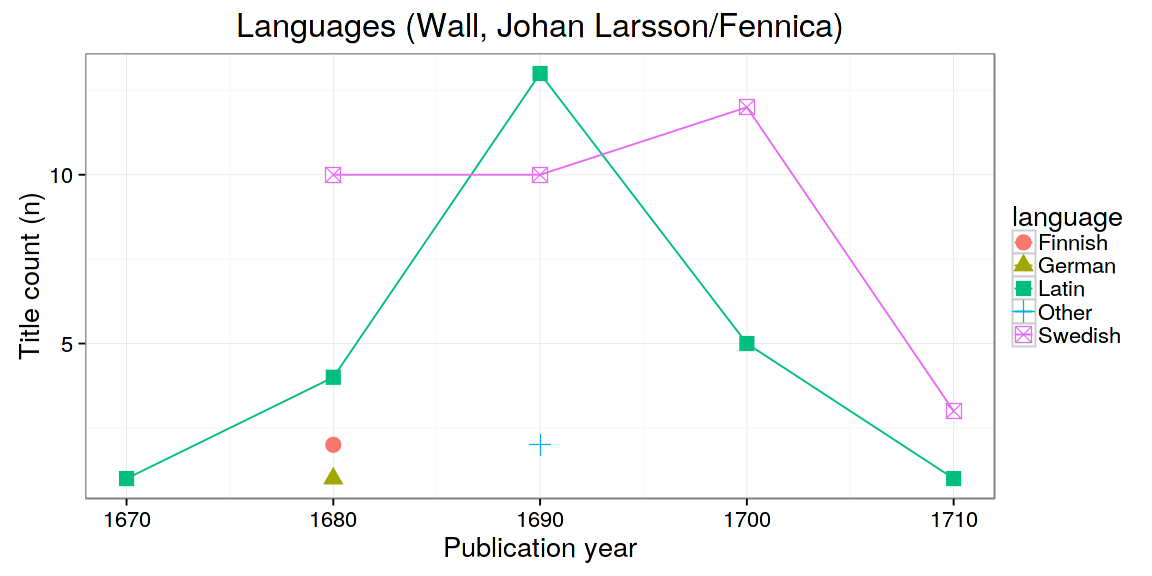 Languages (Wall, Johan Larsson/Fennica)
10
5
Title count (n)
1670 1680 1690 1700 1710
Publication year
language
Finnish
German
Latin
Other
Swedish